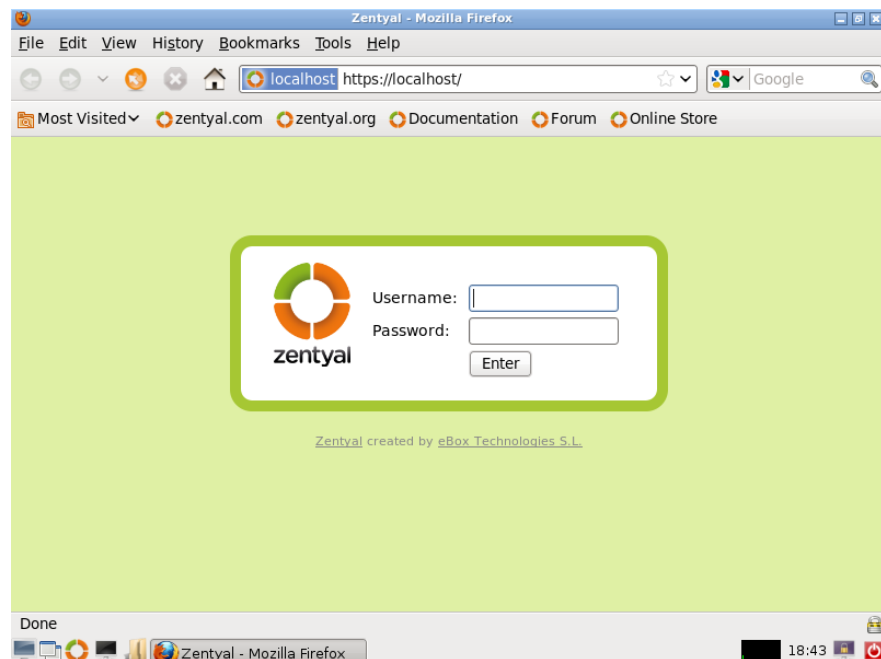 Zentyal - Mozilla Firefox
File Edit View History Bookmarks Tools Help
localhost https://localhost/ Google
Most Visited zentyal.com zentyal.org Documentation Forum Online Store
Username:
Password:
zentyal
Enter
Zentyal created by eBox Technologies S.L.
Done
Zentyal - Mozilla Firefox 18:43